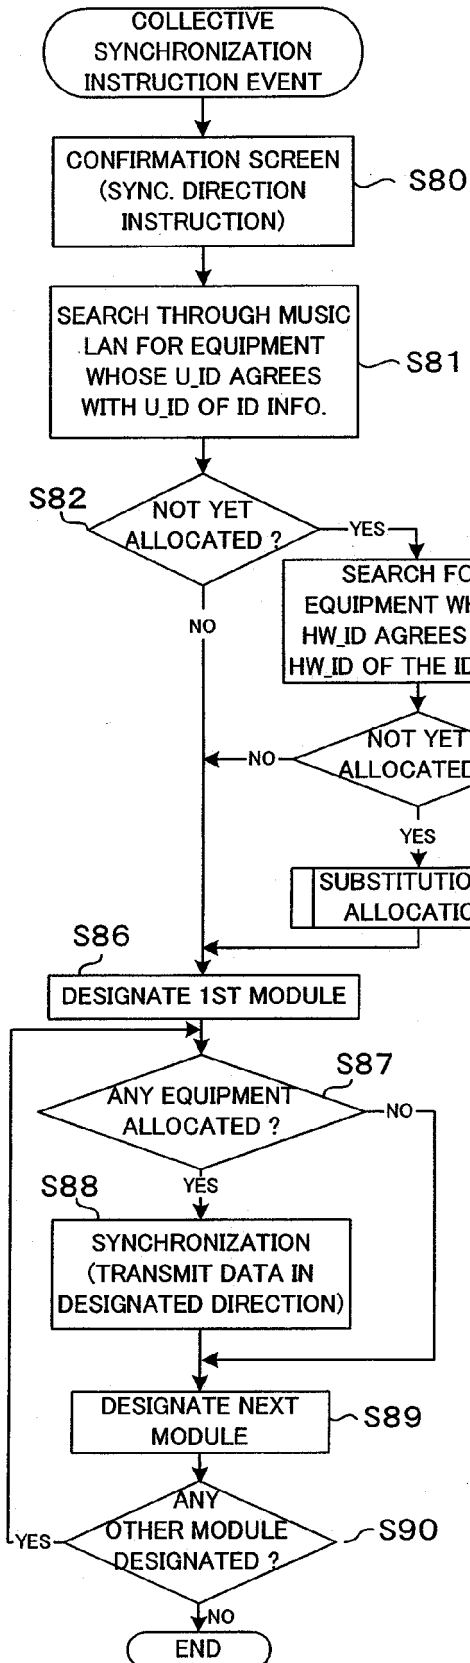 COLLECTIVE
SYNCHRONIZATION
INSTRUCTION EVENT
CONFIRMATION SCREEN
(SYNC. DIRECTION
INSTRUCTION)
S80
SEARCH THROUGH MUSIC
LAN FOR EQUIPMENT
WHOSE U_ID AGREES
WITH U_ID OF ID INFO.
S81
S82
NOT YET
ALLOCATED ?
YES
NO
SEARCH FO
EQUIPMENT WH
HW_ID AGREES
HW_ID OF THE ID
NOT YET
ALLOCATED
NO
YES
SUBSTITUTIO
ALLOCATIO
S86
DESIGNATE 1ST MODULE
S87
ANY EQUIPMENT
ALLOCATED ?
NO
YES
S88
SYNCHRONIZATION
(TRANSMIT DATA IN
DESIGNATED DIRECTION)
DESIGNATE NEXT
MODULE
S89
ANY
OTHER MODULE
DESIGNATED ?
S90
YES
NO
END